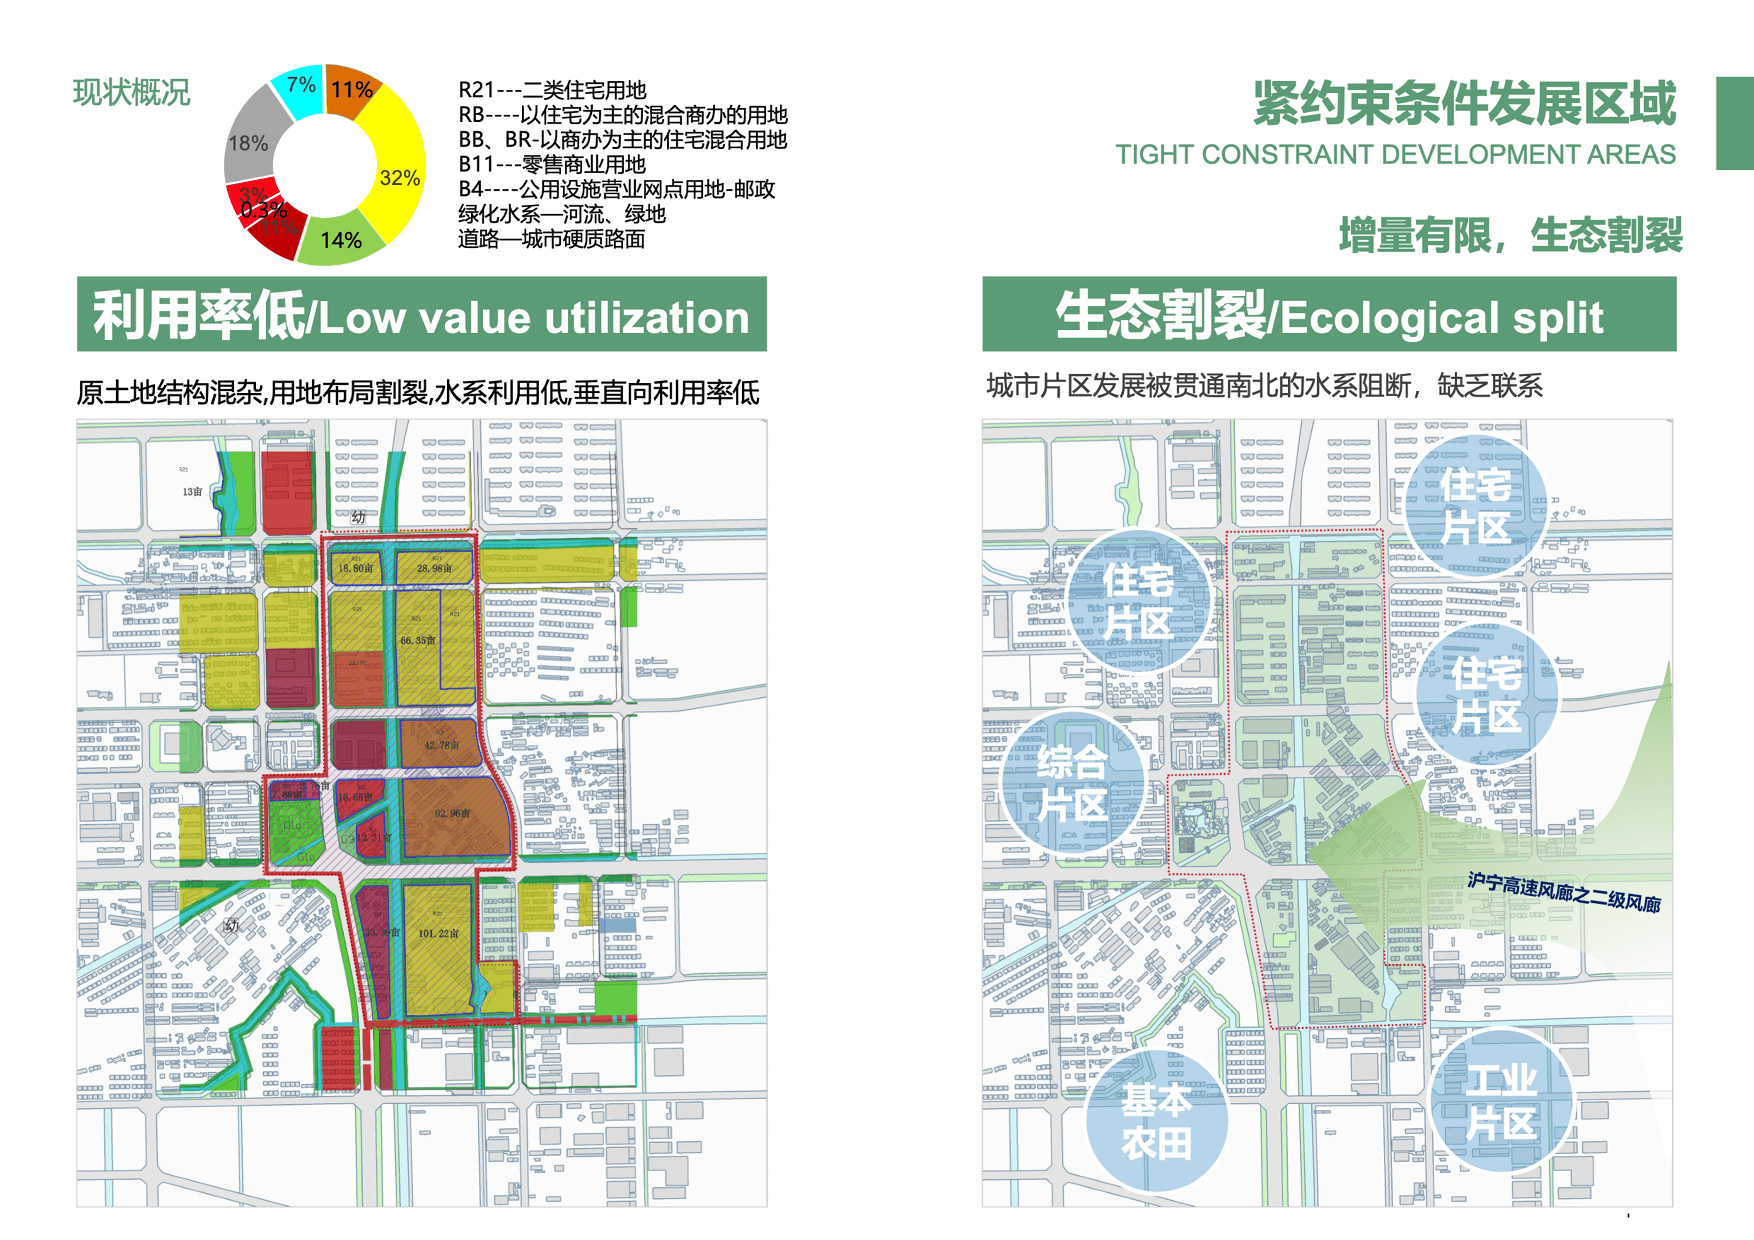 现状概况
7%
11%
18%
32%
3%
0.3%
11%
14%
R21---二类住宅用地
RB----以住宅为主的混合商办的用地
BB、BR-以商办为主的住宅混合用地
B11---零售商业用地
B4----公用设施营业网点用地-邮政
绿化水系—河流、绿地
道路—城市硬质路面
紧约束条件发展区域
TIGHT CONSTRAINT DEVELOPMENT AREAS
增量有限，生态割裂
利用率低/Low value utilization
原土地结构混杂,用地布局割裂,水系利用低,垂直向利用率低
R21
13亩
幼
R21
18.80亩
R21
28.98亩
R21
R21
R21
66.35亩
42.78亩
16.65亩
92.96亩
G1a
G1a
12.31亩
幼
R21
101.22亩
生态割裂/Ecological split
城市片区发展被贯通南北的水系阻断，缺乏联系
住宅
片区
住宅
片区
住宅
片区
综合
片区
沪宁高速风廊之二级风廊
基本
农田
工业
片区